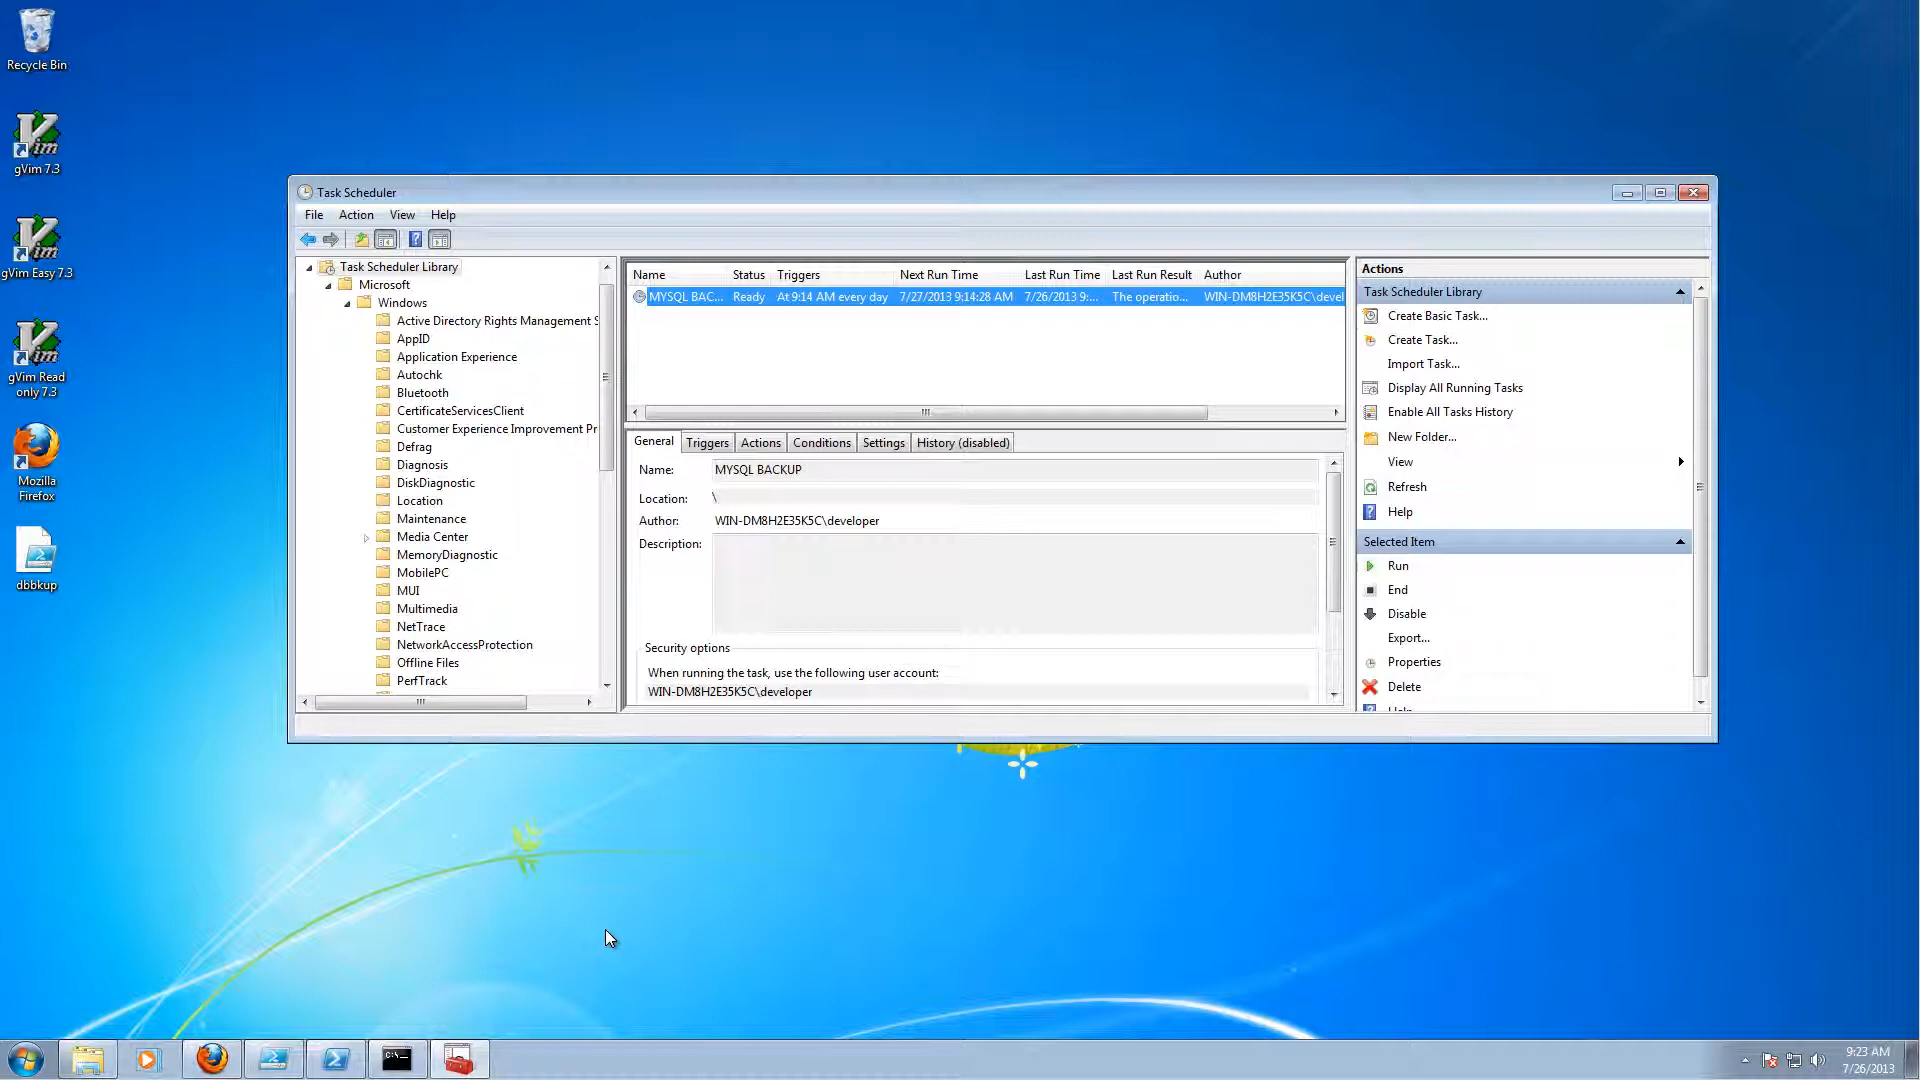 Recycle Bin
gVim 7.3
gVim Easy 7.3
gVim Read
only 7.3
Mozilla
Firefox
dbbkup
Task Scheduler
File Action View Help
Task Scheduler Library
Microsoft
Windows
Active Directory Rights Management S
AppID
Application Experience
Autochk
Bluetooth
CertificateServicesClient
Customer Experience Improvement Pr
Defrag
Diagnosis
DiskDiagnostic
Location
Maintenance
Media Center
MemoryDiagnostic
MobilePC
MUI
Multimedia
NetTrace
NetworkAccessProtection
Offline Files
PerfTrack
Name Status Triggers Next Run Time Last Run Time Last Run Result Author
MYSQL BAC... Ready At 9:14 AM every day 7/27/2013 9:14:28 AM 7/26/2013 9:... The operatio... WIN-DM8H2E35K5C\devel
General Triggers Actions Conditions Settings History (disabled)
Name: MYSQL BACKUP
Location: \
Author: WIN-DM8H2E35K5C\developer
Description:
Security options
When running the task, use the following user account:
WIN-DM8H2E35K5C\developer
Actions
Task Scheduler Library
Create Basic Task...
Create Task...
Import Task...
Display All Running Tasks
Enable All Tasks History
New Folder...
View
Refresh
Help
Selected Item
Run
End
Disable
Export...
Properties
Delete
Help
C:\_
9:23 AM
7/26/2013